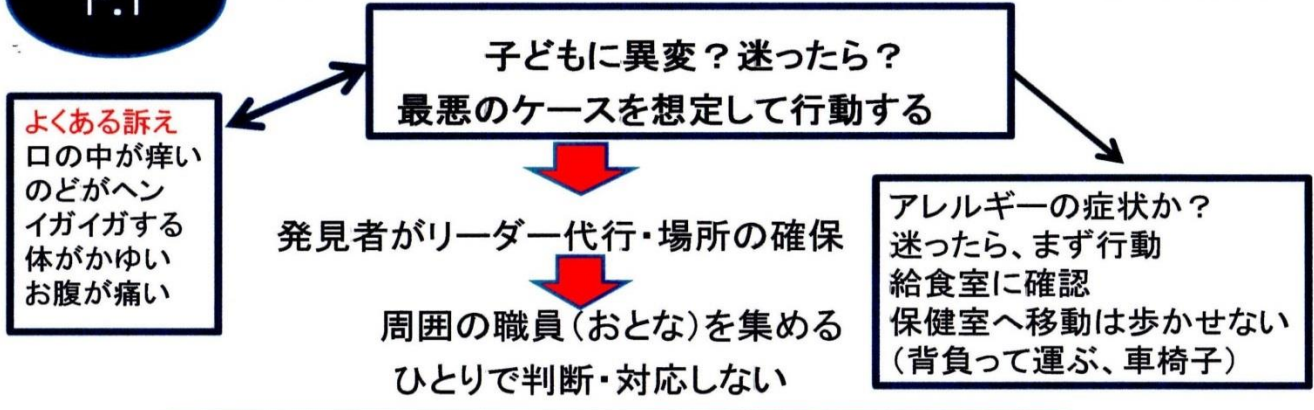 子どもに異変？迷ったら？
最悪のケースを想定して行動する
よくある訴え
口の中が痒い
のどがヘン
イガイガする
体がかゆい
お腹が痛い
発見者がリーダー代行・場所の確保
周囲の職員（おとな）を集める
ひとりで判断・対応しない
アレルギーの症状か？
迷ったら、まず行動
給食室に確認
保健室へ移動は歩かせない
（背負って運ぶ、車椅子）